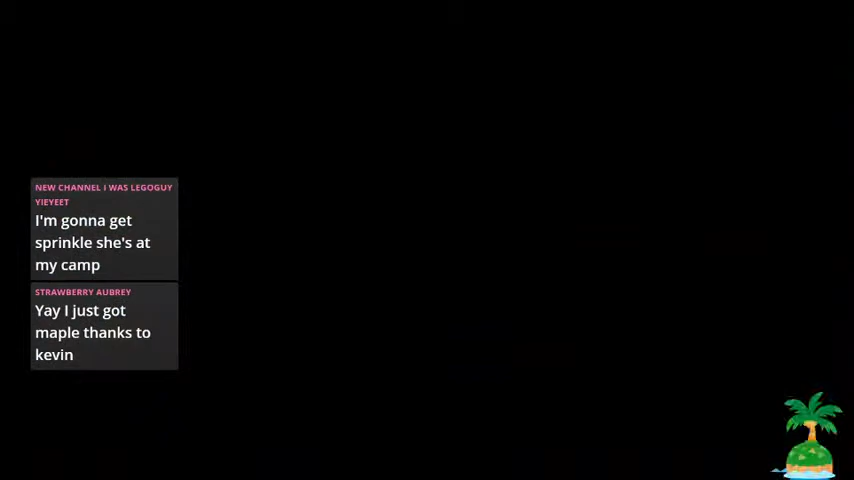 NEW CHANNEL I WAS LEGOGUY
YIEYEET
I'm gonna get
sprinkle she's at
my camp
STRAWBERRY AUBREY
Yay I just got
maple thanks to
kevin